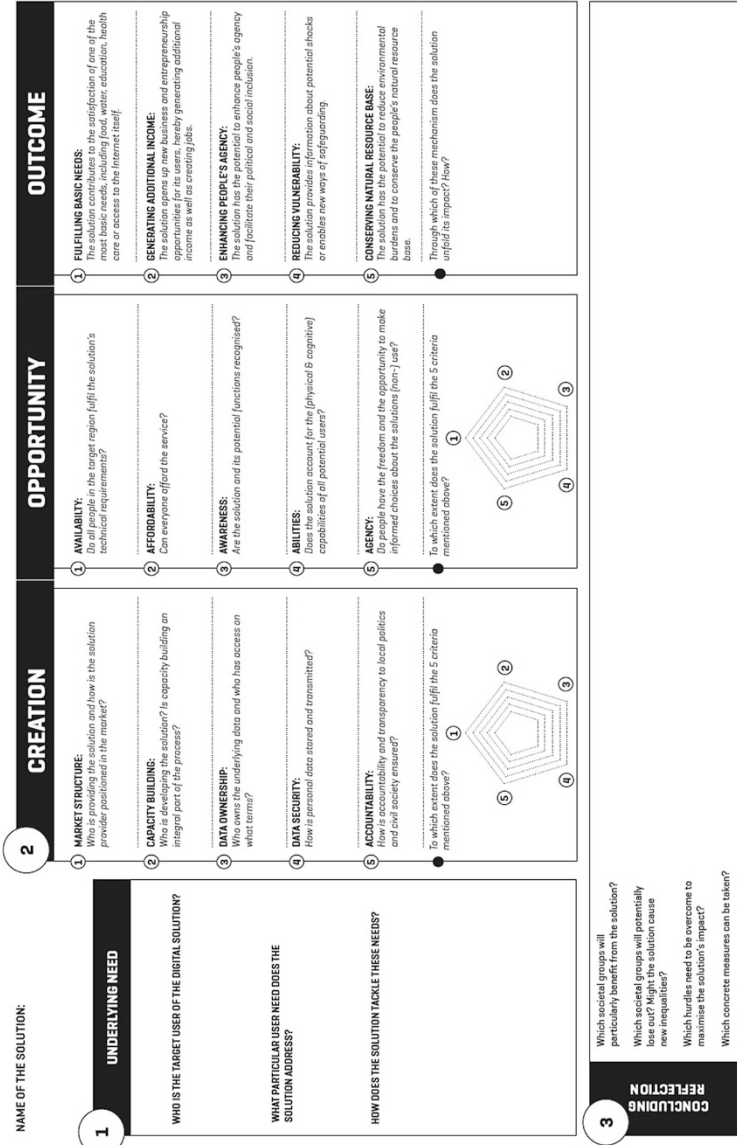 NAME OF THE SOLUTION:
1
UNDERLYING NEED
WHO IS THE TARGET USER OF THE DIGITAL SOLUTION?
WHAT PARTICULAR USER NEED DOES THE
SOLUTION ADDRESS?
HOW DOES THE SOLUTION TACKLE THESE NEEDS?
2
CREATION
1
MARKET STRUCTURE:
Who is providing the solution and how is the solution
provider positioned in the market?
2
CAPACITY BUILDING:
Who is developing the solution? Is capacity building an
integral part of the process?
3
DATA OWNERSHIP:
Who owns the underlying data and who has access on
what terms?
4
DATA SECURITY:
How is personal data stored and transmitted?
5
ACCOUNTABILITY:
How is accountability and transparency to local politics
and civil society ensured?
To which extent does the solution fulfil the 5 criteria
mentioned above?
1
2
3
4
5
OPPORTUNITY
1
AVAILABILTY:
Do all people in the target region fulfil the solution's
technical requirements?
2
AFFORDABILITY:
Can everyone afford the service?
3
AWARENESS:
Are the solution and its potential functions recognised?
4
ABILITIES:
Does the solution account for the (physical & cognitive)
capabilities of all potential users?
5
AGENCY:
Do people have the freedom and the opportunity to make
informed choices about the solutions (non-) use?
To which extent does the solution fulfil the 5 criteria
mentioned above?
1
2
3
4
5
OUTCOME
1
FULFILLING BASIC NEEDS:
The solution contributes to the satisfaction of one of the
most basic needs, including food, water, education, health
care or access to the Internet itself.
2
GENERATING ADDITIONAL INCOME:
The solution opens up new business and entrepreneurship
opportunities for its users, hereby generating additional
income as well as creating jobs.
3
ENHANCING PEOPLE'S AGENCY:
The solution has the potential to enhance people's agency
and facilitate their political and social inclusion.
4
REDUCING VULNERABILITY:
The solution provides information about potential shocks
or enables new ways of safeguarding.
5
CONSERVING NATURAL RESOURCE BASE:
The solution has the potential to reduce environmental
burdens and to conserve the people's natural resource
base.
Through which of these mechanism does the solution
unfold its impact? How?
3
CONCLUDING
REFLECTION
Which societal groups will
particularly benefit from the solution?
Which societal groups will potentially
lose out? Might the solution cause
new inequalities?
Which hurdles need to be overcome to
maximise the solution's impact?
Which concrete measures can be taken?